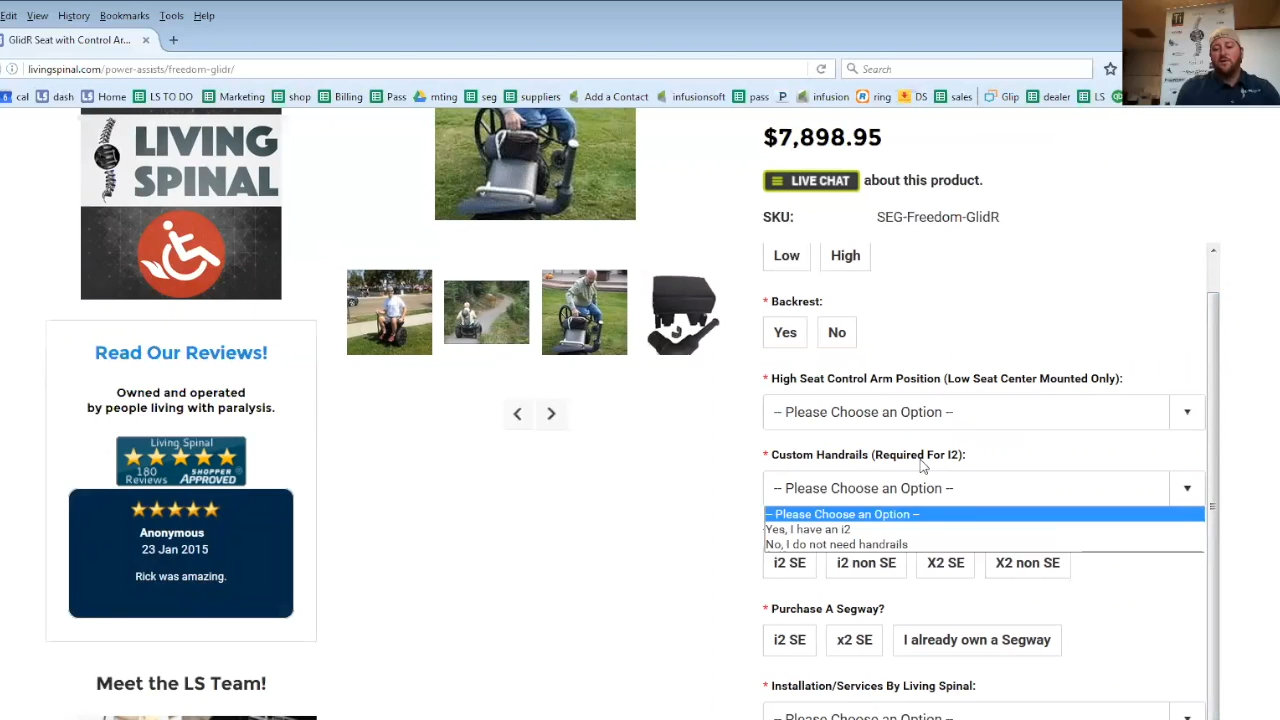 Edit View History Bookmarks Tools Help
GlidR Seat with Control Ar... × +
livingspinal.com/power-assists/freedom-glidr/ Search
cal dash Home LS TO DO Marketing shop Billing Pass mting seg suppliers Add a Contact infusionsoft pass infusion ring DS sales Glip dealer LS
LIVING
SPINAL
$7,898.95
LIVE CHAT about this product.
SKU: SEG-Freedom-GlidR
Low High
* Backrest:
Yes No
* High Seat Control Arm Position (Low Seat Center Mounted Only):
-- Please Choose an Option --
* Custom Handrails (Required For I2):
-- Please Choose an Option --
-- Please Choose an Option --
Yes, I have an i2
No, I do not need handrails
i2 SE i2 non SE X2 SE X2 non SE
* Purchase A Segway?
i2 SE x2 SE I already own a Segway
* Installation/Services By Living Spinal:
-- Please Choose an Option --
Read Our Reviews!
Owned and operated
by people living with paralysis.
Living Spinal
180
Reviews
SHOPPER
APPROVED
Anonymous
23 Jan 2015
Rick was amazing.
Meet the LS Team!